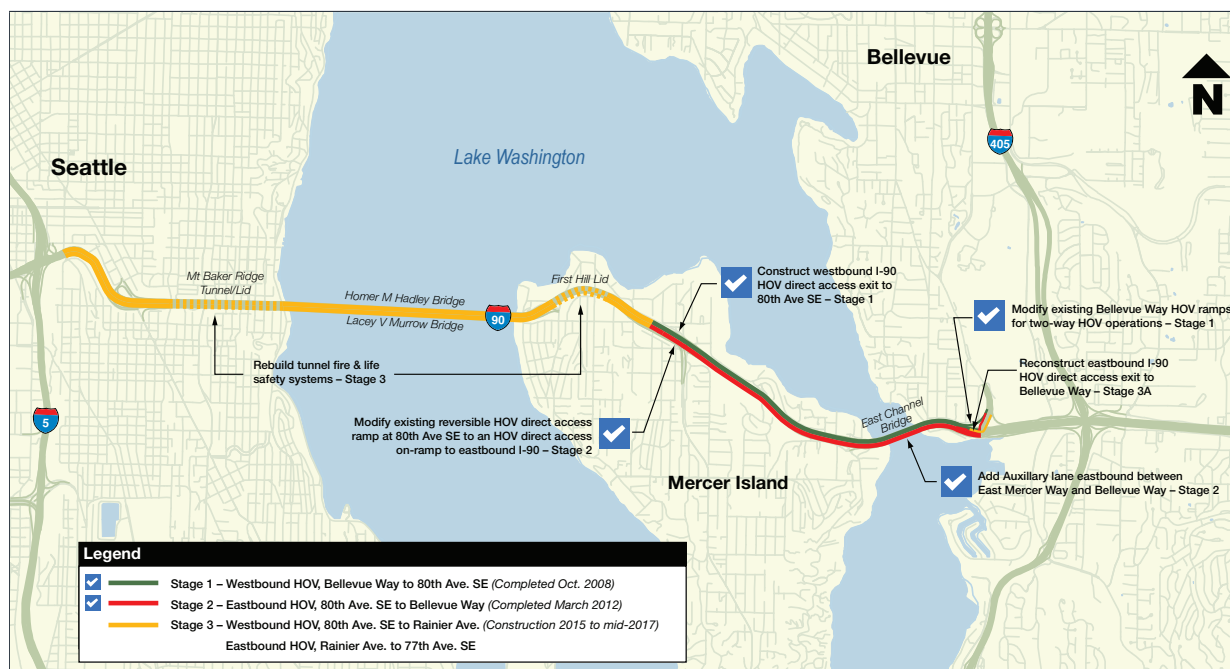 Bellevue
N
405
Seattle
Lake Washington
Mt Baker Ridge
Tunnel/Lid
First Hill Lid
Homer M Hadley Bridge
90
Lacey V Murrow Bridge
Construct westbound I-90
HOV direct access exit to
80th Ave SE – Stage 1
Modify existing Bellevue Way HOV ramps
for two-way HOV operations – Stage 1
Rebuild tunnel fire & life
safety systems – Stage 3
Reconstruct eastbound I-90
HOV direct access exit to
Bellevue Way – Stage 3A
5
Modify existing reversible HOV direct access
ramp at 80th Ave SE to an HOV direct access
on-ramp to eastbound I-90 – Stage 2
East Channel
Bridge
Mercer Island
Add Auxillary lane eastbound between
East Mercer Way and Bellevue Way – Stage 2
Legend
Stage 1 – Westbound HOV, Bellevue Way to 80th Ave. SE (Completed Oct. 2008)
Stage 2 – Eastbound HOV, 80th Ave. SE to Bellevue Way (Completed March 2012)
Stage 3 – Westbound HOV, 80th Ave. SE to Rainier Ave. (Construction 2015 to mid-2017)
Eastbound HOV, Rainier Ave. to 77th Ave. SE